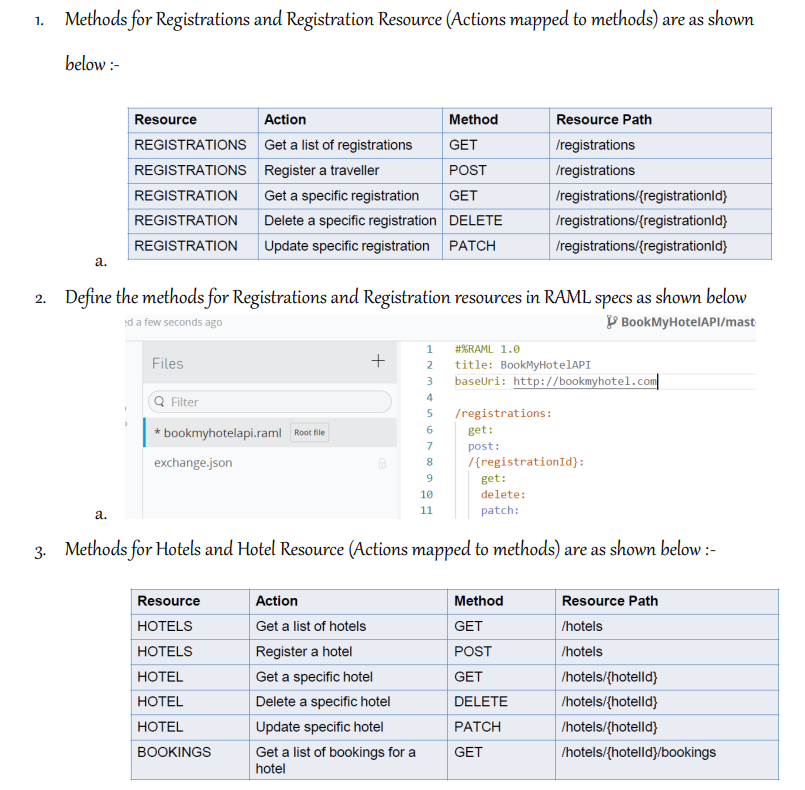 1. Methods for Registrations and Registration Resource (Actions mapped to methods) are as shown
below :-
Resource Action Method Resource Path
REGISTRATIONS Get a list of registrations GET /registrations
REGISTRATIONS Register a traveller POST /registrations
REGISTRATION Get a specific registration GET /registrations/{registrationId}
REGISTRATION Delete a specific registration DELETE /registrations/{registrationId}
REGISTRATION Update specific registration PATCH /registrations/{registrationId}
a.
2. Define the methods for Registrations and Registration resources in RAML specs as shown below
ed a few seconds ago BookMyHotelAPI/mast
Files +
Filter
* bookmyhotelapi.raml Root file
exchange.json
1 #%RAML 1.0
2 title: BookMyHotelAPI
3 baseUri: http://bookmyhotel.com
4
5 /registrations:
6 get:
7 post:
8 /{registrationId}:
9 get:
10 delete:
11 patch:
a.
3. Methods for Hotels and Hotel Resource (Actions mapped to methods) are as shown below :-
Resource Action Method Resource Path
HOTELS Get a list of hotels GET /hotels
HOTELS Register a hotel POST /hotels
HOTEL Get a specific hotel GET /hotels/{hotelId}
HOTEL Delete a specific hotel DELETE /hotels/{hotelId}
HOTEL Update specific hotel PATCH /hotels/{hotelId}
BOOKINGS Get a list of bookings for a GET /hotels/{hotelId}/bookings
hotel